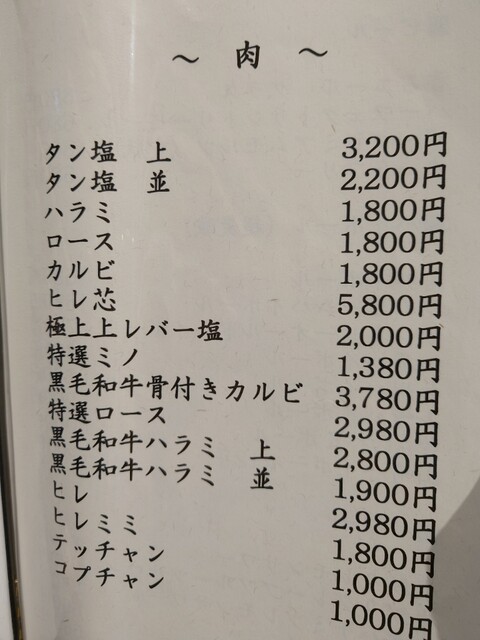 ～ 肉 ～
タン塩 上 3,200円
タン塩 並 2,200円
ハラミ 1,800円
ロース 1,800円
カルビ 1,800円
ヒレ芯 5,800円
極上上レバー塩 2,000円
特選ミノ 1,380円
黒毛和牛骨付きカルビ 3,780円
特選ロース 2,980円
黒毛和牛ハラミ 上 2,800円
黒毛和牛ハラミ 並 1,900円
ヒレ 2,980円
ヒレミミ 1,800円
テッチャン 1,000円
コプチャン 1,000円